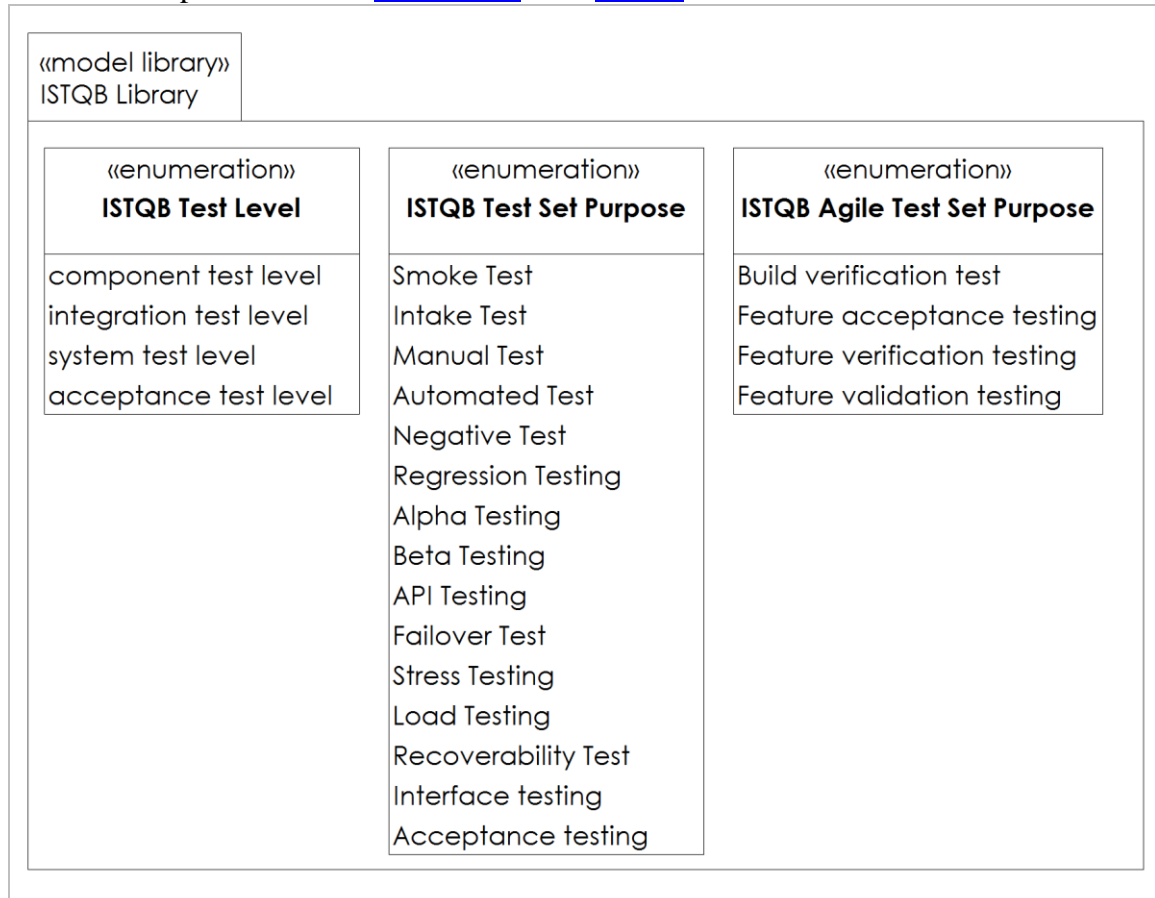 «model library»
ISTQB Library
«enumeration»
ISTQB Test Level
component test level
integration test level
system test level
acceptance test level
«enumeration»
ISTQB Test Set Purpose
Smoke Test
Intake Test
Manual Test
Automated Test
Negative Test
Regression Testing
Alpha Testing
Beta Testing
API Testing
Failover Test
Stress Testing
Load Testing
Recoverability Test
Interface testing
Acceptance testing
«enumeration»
ISTQB Agile Test Set Purpose
Build verification test
Feature acceptance testing
Feature verification testing
Feature validation testing